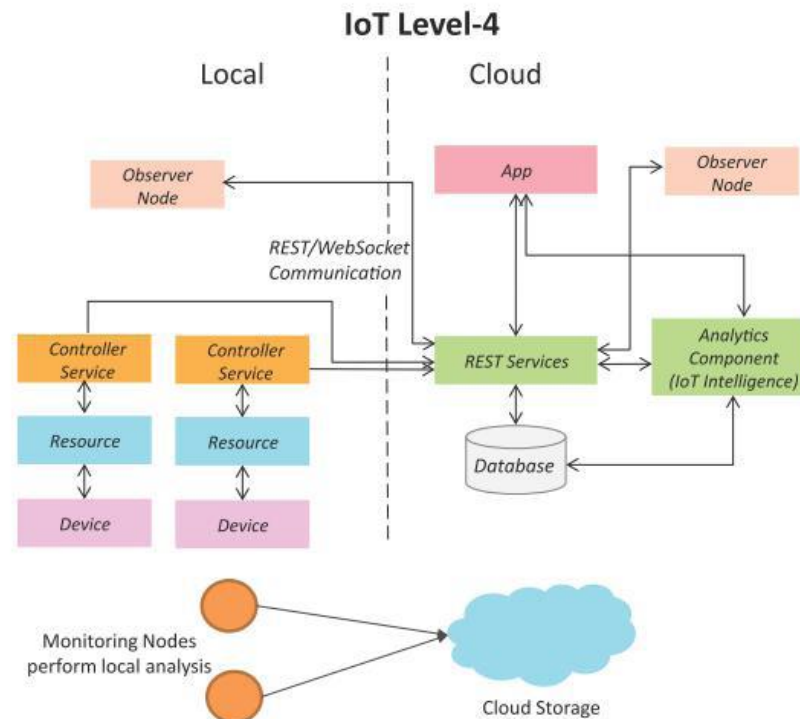 IoT Level-4
Local
Cloud
Observer
Node
App
Observer
Node
REST/WebSocket
Communication
Controller
Service
Controller
Service
REST Services
Analytics
Component
(IoT Intelligence)
Resource
Resource
Database
Device
Device
Monitoring Nodes
perform local analysis
Cloud Storage